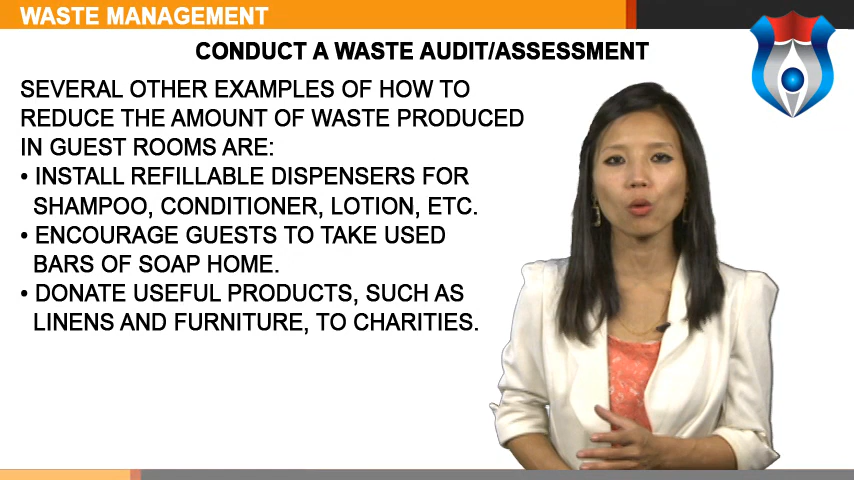 WASTE MANAGEMENT
CONDUCT A WASTE AUDIT/ASSESSMENT
SEVERAL OTHER EXAMPLES OF HOW TO
REDUCE THE AMOUNT OF WASTE PRODUCED
IN GUEST ROOMS ARE:
• INSTALL REFILLABLE DISPENSERS FOR
SHAMPOO, CONDITIONER, LOTION, ETC.
• ENCOURAGE GUESTS TO TAKE USED
BARS OF SOAP HOME.
• DONATE USEFUL PRODUCTS, SUCH AS
LINENS AND FURNITURE, TO CHARITIES.